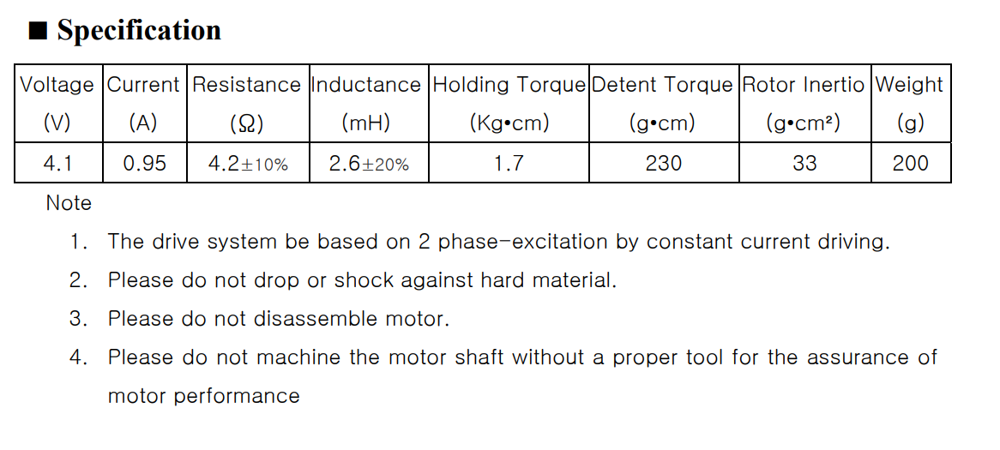 ■ Specification
Voltage Current Resistance Inductance Holding Torque Detent Torque Rotor Inertio Weight
(V) (A) (Ω) (mH) (Kg•cm) (g•cm) (g•cm²) (g)
4.1 0.95 4.2±10% 2.6±20% 1.7 230 33 200
Note
1. The drive system be based on 2 phase-excitation by constant current driving.
2. Please do not drop or shock against hard material.
3. Please do not disassemble motor.
4. Please do not machine the motor shaft without a proper tool for the assurance of
motor performance